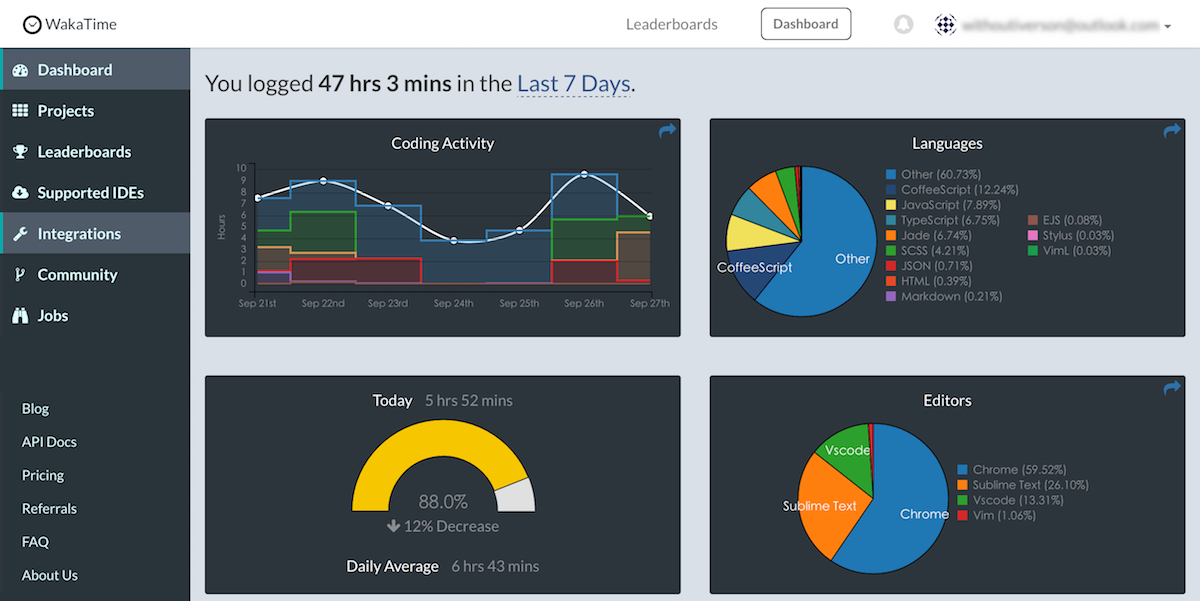 WakaTime
Leaderboards
Dashboard
Dashboard
Projects
Leaderboards
Supported IDEs
Integrations
Community
Jobs
Blog
API Docs
Pricing
Referrals
FAQ
About Us
You logged 47 hrs 3 mins in the Last 7 Days.
Coding Activity
Hours
10
9
8
7
6
5
4
3
2
1
0
Sep 21st Sep 22nd Sep 23rd Sep 24th Sep 25th Sep 26th Sep 27th
Languages
CoffeeScript
Other
Other (60.73%)
CoffeeScript (12.24%)
JavaScript (7.89%)
TypeScript (6.75%)
Jade (6.74%)
SCSS (4.21%)
JSON (0.71%)
HTML (0.39%)
Markdown (0.21%)
EJS (0.08%)
Stylus (0.03%)
VimL (0.03%)
Today 5 hrs 52 mins
88.0%
12% Decrease
Daily Average 6 hrs 43 mins
Editors
Vscode
Sublime Text
Chrome
Chrome (59.52%)
Sublime Text (26.10%)
Vscode (13.31%)
Vim (1.06%)